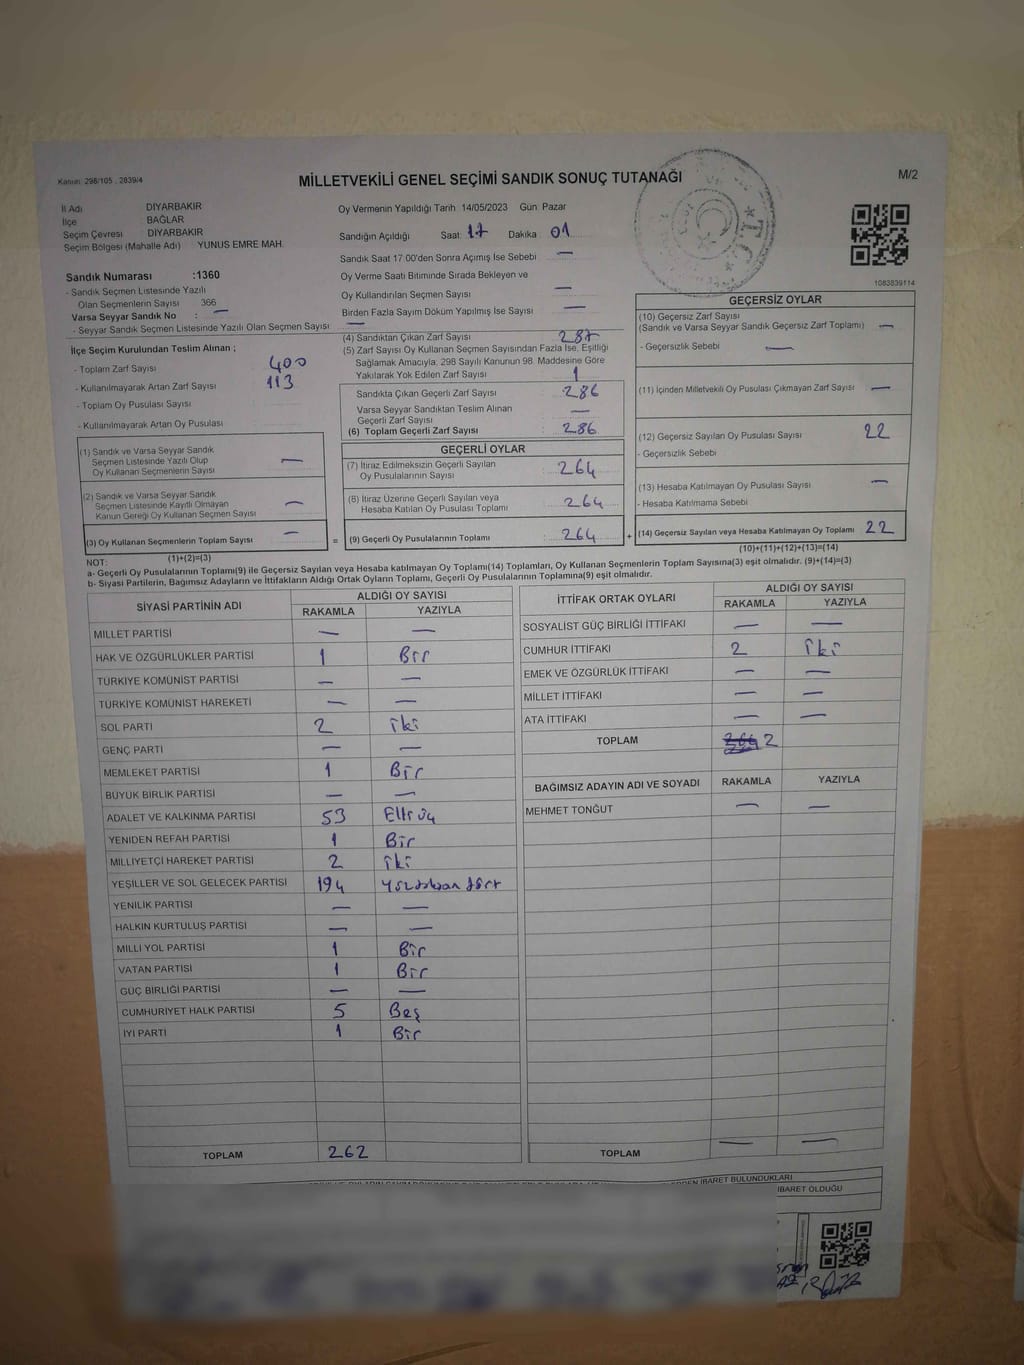 Kanun: 298/105 , 2839/4
MİLLETVEKİLİ GENEL SEÇİMİ SANDIK SONUÇ TUTANAĞI
M/2
İl Adı DİYARBAKIR
İlçe BAĞLAR
Seçim Çevresi : DİYARBAKIR
Seçim Bölgesi (Mahalle Adı) YUNUS EMRE MAH.
Oy Vermenin Yapıldığı Tarih 14/05/2023 Gün Pazar
Sandığın Açıldığı Saat: 17 Dakika 01
Sandık Saat 17:00'den Sonra Açımış İse Sebebi —
Oy Verme Saati Bitiminde Sırada Bekleyen ve
Oy Kullandırılan Seçmen Sayısı —
Birden Fazla Sayım Döküm Yapılmış İse Sayısı —
T.C.
1083839114
Sandık Numarası :1360
- Sandık Seçmen Listesinde Yazılı
Olan Seçmenlerin Sayısı 366
Varsa Seyyar Sandık No : —
- Seyyar Sandık Seçmen Listesinde Yazılı Olan Seçmen Sayısı —
İlçe Seçim Kurulundan Teslim Alınan ;
- Toplam Zarf Sayısı 400
- Kullanılmayarak Artan Zarf Sayısı 113
- Toplam Oy Pusulası Sayısı
- Kullanılmayarak Artan Oy Pusulası
(1) Sandık ve Varsa Seyyar Sandık
Seçmen Listesinde Yazılı Olup
Oy Kullanan Seçmenlerin Sayısı —
(2) Sandık ve Varsa Seyyar Sandık
Seçmen Listesinde Kayıtlı Olmayan
Kanun Gereği Oy Kullanan Seçmen Sayısı —
(3) Oy Kullanan Seçmenlerin Toplam Sayısı —
(1)+(2)=(3)
(4) Sandıktan Çıkan Zarf Sayısı 287
(5) Zarf Sayısı Oy Kullanan Seçmen Sayısından Fazla İse, Eşitliği
Sağlamak Amacıyla, 298 Sayılı Kanunun 98. Maddesine Göre
Yakılarak Yok Edilen Zarf Sayısı 1
Sandıkta Çıkan Geçerli Zarf Sayısı 286
Varsa Seyyar Sandıktan Teslim Alınan
Geçerli Zarf Sayısı —
(6) Toplam Geçerli Zarf Sayısı 286
GEÇERLİ OYLAR
(7) İtiraz Edilmeksizin Geçerli Sayılan
Oy Pusulalarının Sayısı 264
(8) İtiraz Üzerine Geçerli Sayılan veya
Hesaba Katılan Oy Pusulası Toplamı 264
= (9) Geçerli Oy Pusulalarının Toplamı 264
GEÇERSİZ OYLAR
(10) Geçersiz Zarf Sayısı
(Sandık ve Varsa Seyyar Sandık Geçersiz Zarf Toplamı) —
- Geçersizlik Sebebi —
(11) İçinden Milletvekili Oy Pusulası Çıkmayan Zarf Sayısı —
(12) Geçersiz Sayılan Oy Pusulası Sayısı 22
- Geçersizlik Sebebi
(13) Hesaba Katılmayan Oy Pusulası Sayısı —
- Hesaba Katılmama Sebebi
+ (14) Geçersiz Sayılan veya Hesaba Katılmayan Oy Toplamı 22
(10)+(11)+(12)+(13)=(14)
NOT:
a- Geçerli Oy Pusulalarının Toplamı(9) ile Geçersiz Sayılan veya Hesaba katılmayan Oy Toplamı(14) Toplamları, Oy Kullanan Seçmenlerin Toplam Sayısına(3) eşit olmalıdır. (9)+(14)=(3)
b- Siyasi Partilerin, Bağımsız Adayların ve İttifakların Aldığı Ortak Oyların Toplamı, Geçerli Oy Pusulalarının Toplamına(9) eşit olmalıdır.
SİYASİ PARTİNİN ADI ALDIĞI OY SAYISI
RAKAMLA YAZIYLA
MİLLET PARTİSİ — —
HAK VE ÖZGÜRLÜKLER PARTİSİ 1 Bir
TÜRKİYE KOMÜNİST PARTİSİ — —
TÜRKİYE KOMÜNİST HAREKETİ — —
SOL PARTİ 2 iki
GENÇ PARTİ — —
MEMLEKET PARTİSİ 1 Bir
BÜYÜK BİRLİK PARTİSİ — —
ADALET VE KALKINMA PARTİSİ 53 Elli üç
YENİDEN REFAH PARTİSİ 1 Bir
MİLLİYETÇİ HAREKET PARTİSİ 2 iki
YEŞİLLER VE SOL GELECEK PARTİSİ 194 Yüzdoksan dört
YENİLİK PARTİSİ — —
HALKIN KURTULUŞ PARTİSİ — —
MİLLİ YOL PARTİSİ 1 Bir
VATAN PARTİSİ 1 Bir
GÜÇ BİRLİĞİ PARTİSİ — —
CUMHURİYET HALK PARTİSİ 5 Beş
İYİ PARTİ 1 Bir
TOPLAM 262
İTTİFAK ORTAK OYLARI ALDIĞI OY SAYISI
RAKAMLA YAZIYLA
SOSYALİST GÜÇ BİRLİĞİ İTTİFAKI — —
CUMHUR İTTİFAKI 2 iki
EMEK VE ÖZGÜRLÜK İTTİFAKI — —
MİLLET İTTİFAKI — —
ATA İTTİFAKI — —
TOPLAM 2
BAĞIMSIZ ADAYIN ADI VE SOYADI RAKAMLA YAZIYLA
MEHMET TONĞUT — —
TOPLAM — —
İBARET BULUNDUKLARI
İBARET OLDUĞU